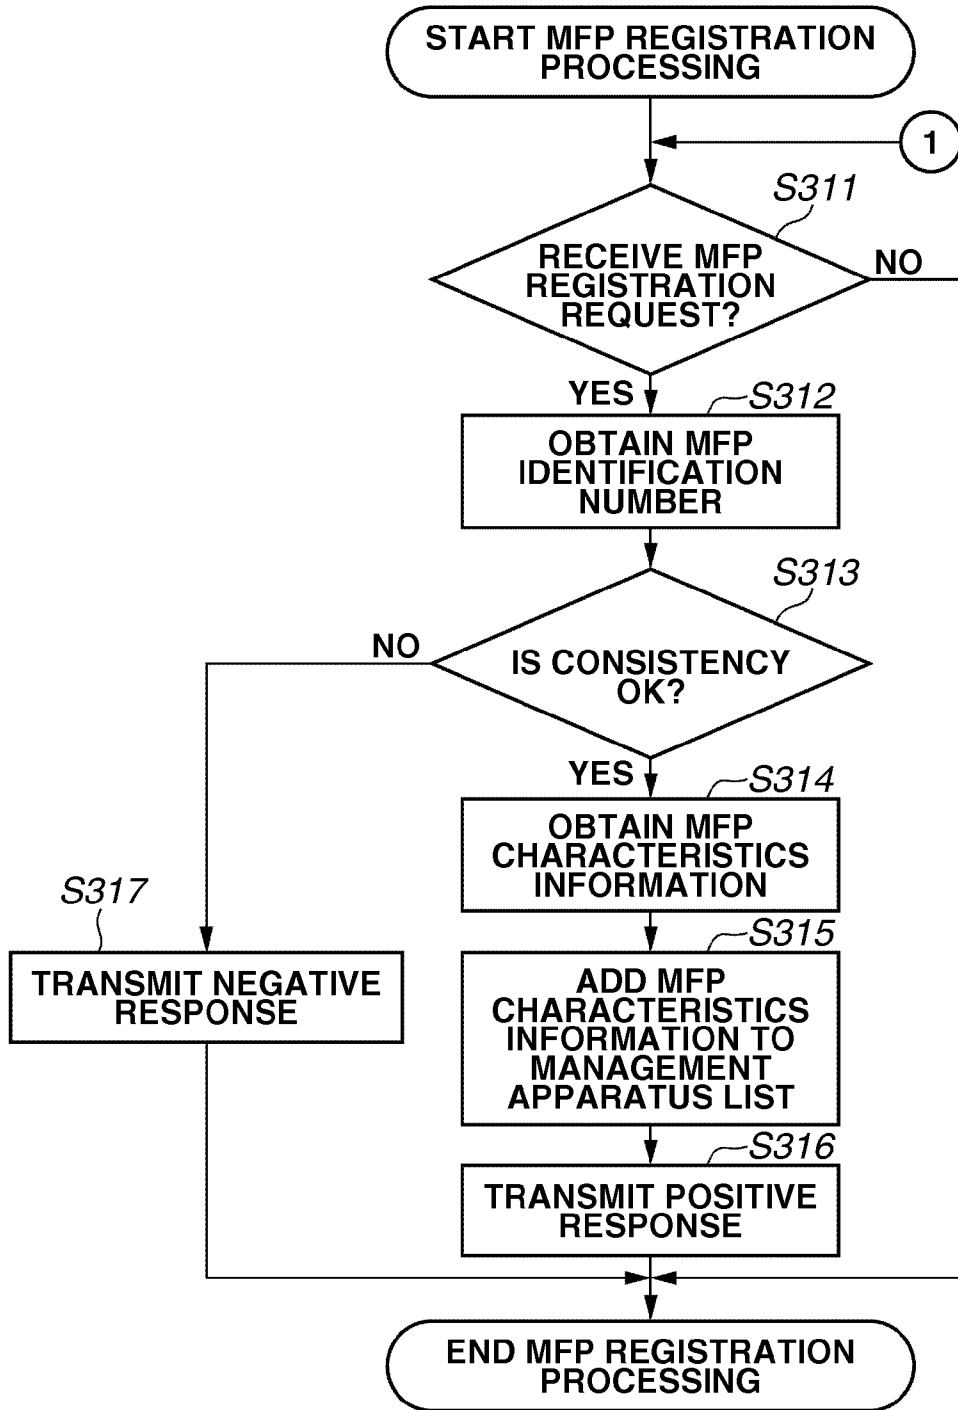 START MFP REGISTRATION
PROCESSING
1
S311
RECEIVE MFP
REGISTRATION
REQUEST?
NO
YES
S312
OBTAIN MFP
IDENTIFICATION
NUMBER
S313
NO
IS CONSISTENCY
OK?
YES
S314
OBTAIN MFP
CHARACTERISTICS
INFORMATION
S317
TRANSMIT NEGATIVE
RESPONSE
S315
ADD MFP
CHARACTERISTICS
INFORMATION TO
MANAGEMENT
APPARATUS LIST
S316
TRANSMIT POSITIVE
RESPONSE
END MFP REGISTRATION
PROCESSING